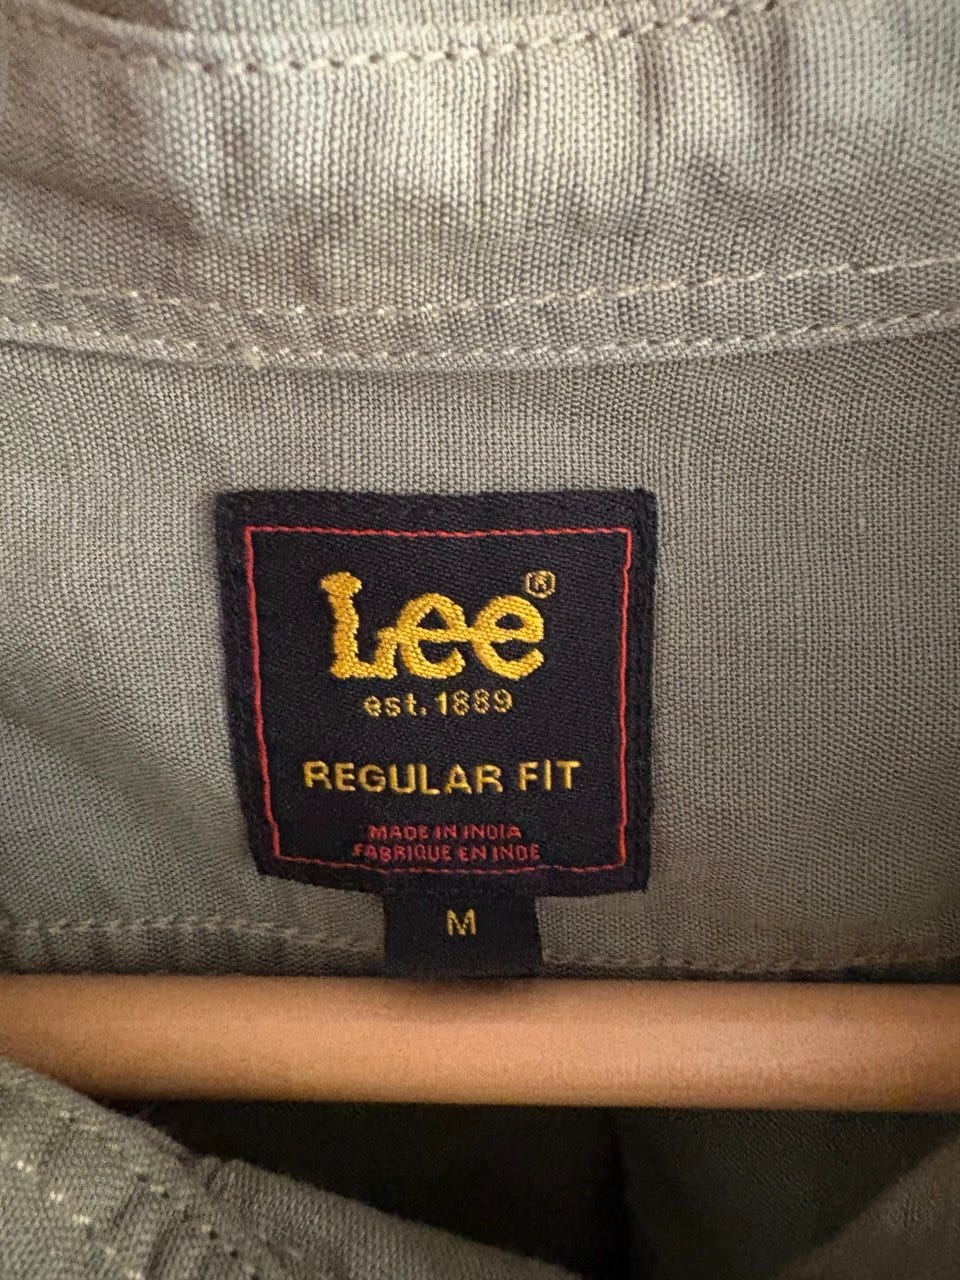 Lee®
est. 1889
REGULAR FIT
MADE IN INDIA
FABRIQUE EN INDE
M